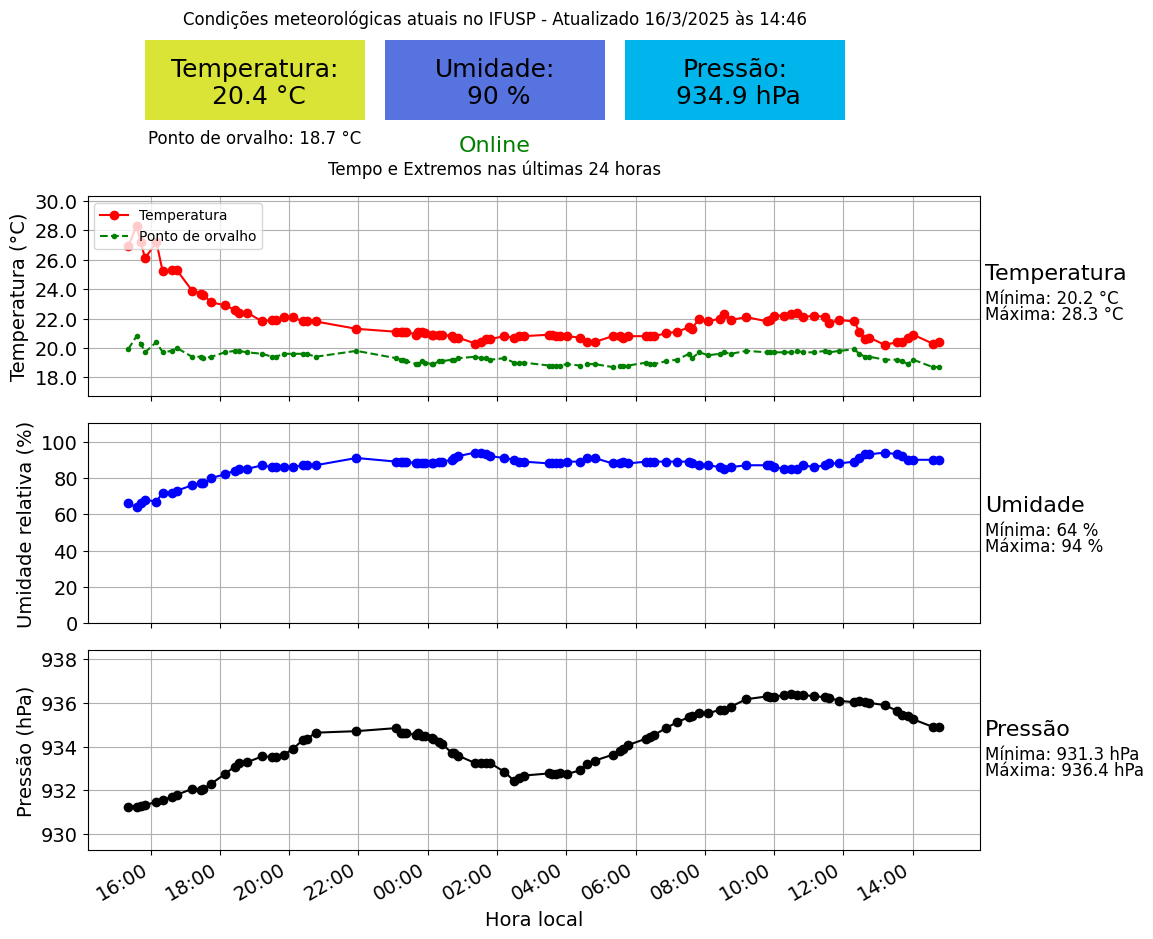 Condições meteorológicas atuais no IFUSP - Atualizado 16/3/2025 às 14:46
Temperatura:
20.4 °C
Umidade:
90 %
Pressão:
934.9 hPa
Ponto de orvalho: 18.7 °C
Online
Tempo e Extremos nas últimas 24 horas
Temperatura (°C)
30.0
28.0
26.0
24.0
22.0
20.0
18.0
Temperatura
Ponto de orvalho
Temperatura
Mínima: 20.2 °C
Máxima: 28.3 °C
Umidade relativa (%)
100
80
60
40
20
0
Umidade
Mínima: 64 %
Máxima: 94 %
Pressão (hPa)
938
936
934
932
930
Pressão
Mínima: 931.3 hPa
Máxima: 936.4 hPa
16:00
18:00
20:00
22:00
00:00
02:00
04:00
06:00
08:00
10:00
12:00
14:00
Hora local